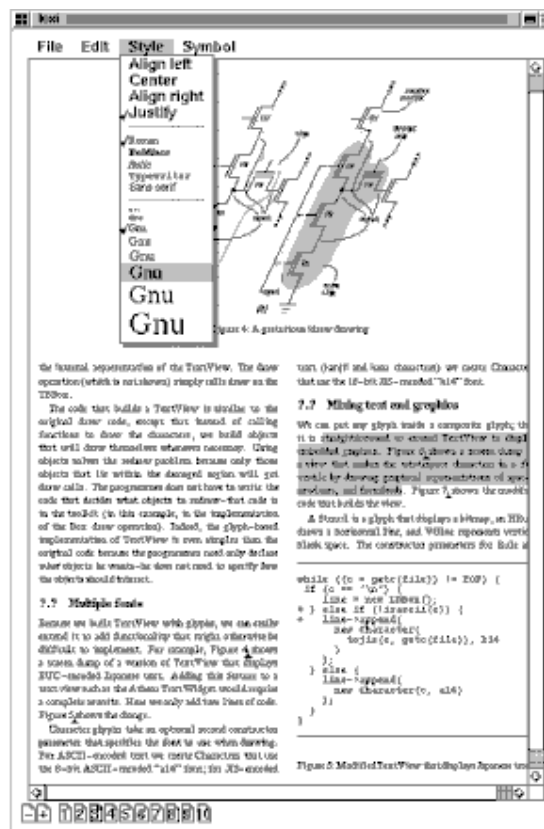 lexi
File Edit Style Symbol
Align left
Center
Align right
Justify
Roman
Boldface
Italic
Typewriter
Sans serif
Gnu
Gnu
Gnu
Gnu
Gnu
Gnu
Figure 4: A gratuitous idraw drawing
the internal representation of the TextView. The draw
operation (which is not shown) simply calls draw on the
TBBox.
The code that builds a TextView is similar to the
original draw code, except that instead of calling
functions to draw the characters, we build objects
that will draw themselves whenever necessary. Using
objects solves the redraw problem because only those
objects that lie within the damaged region will get
draw calls. The programmer does not have to write the
code that decides what objects to redraw—that code is
in the toolkit (in this example, in the implementation
of the Box draw operation). Indeed, the glyph-based
implementation of TextView is even simpler than the
original code because the programmer need only declare
what objects he wants—he does not need to specify how
the objects should interact.
Multiple fonts
Because we built TextView with glyphs, we can easily
extend it to add functionality that might otherwise be
difficult to implement. For example, Figure 4 shows
a screen dump of a version of TextView that displays
EUC-encoded Japanese text. Adding this feature to a
text view such as the Athena Text Widget would require
a complete rewrite. Here we only add two lines of code.
Figure 5 shows the change.
Character glyphs take an optional second constructor
parameter that specifies the font to use when drawing.
For ASCII-encoded text we create Characters that use
the 8-bit ASCII-encoded "a14" font; for JIS-encoded
text (kanji and kana characters) we create Character
that use the 16-bit JIS-encoded "k14" font.
Mixing text and graphics
We can put any glyph inside a composite glyph; th
it is straightforward to extend TextView to displ
embedded graphics. Figure 6 shows a screen dump
a view that makes the whitespace characters in a f
visible by drawing graphical representations of spac
newlines, and formfeeds. Figure 7 shows the modifi
code that builds the view.
A Stencil is a glyph that displays a bitmap, an HRu
draws a horizontal line, and VGlue represents vertic
blank space. The constructor parameters for Rule a
while ((c = getc(file)) != EOF) {
if (c == '\n') {
line = new LRBox();
} else if (!isascii(c)) {
line->append(
new Character(
tojis(c, getc(file)), k14
)
);
} else {
line->append(
new Character(c, a14)
);
}
}
Figure 5: Modified TextView that displays Japanese tex
1 2 3 4 5 6 7 8 9 10